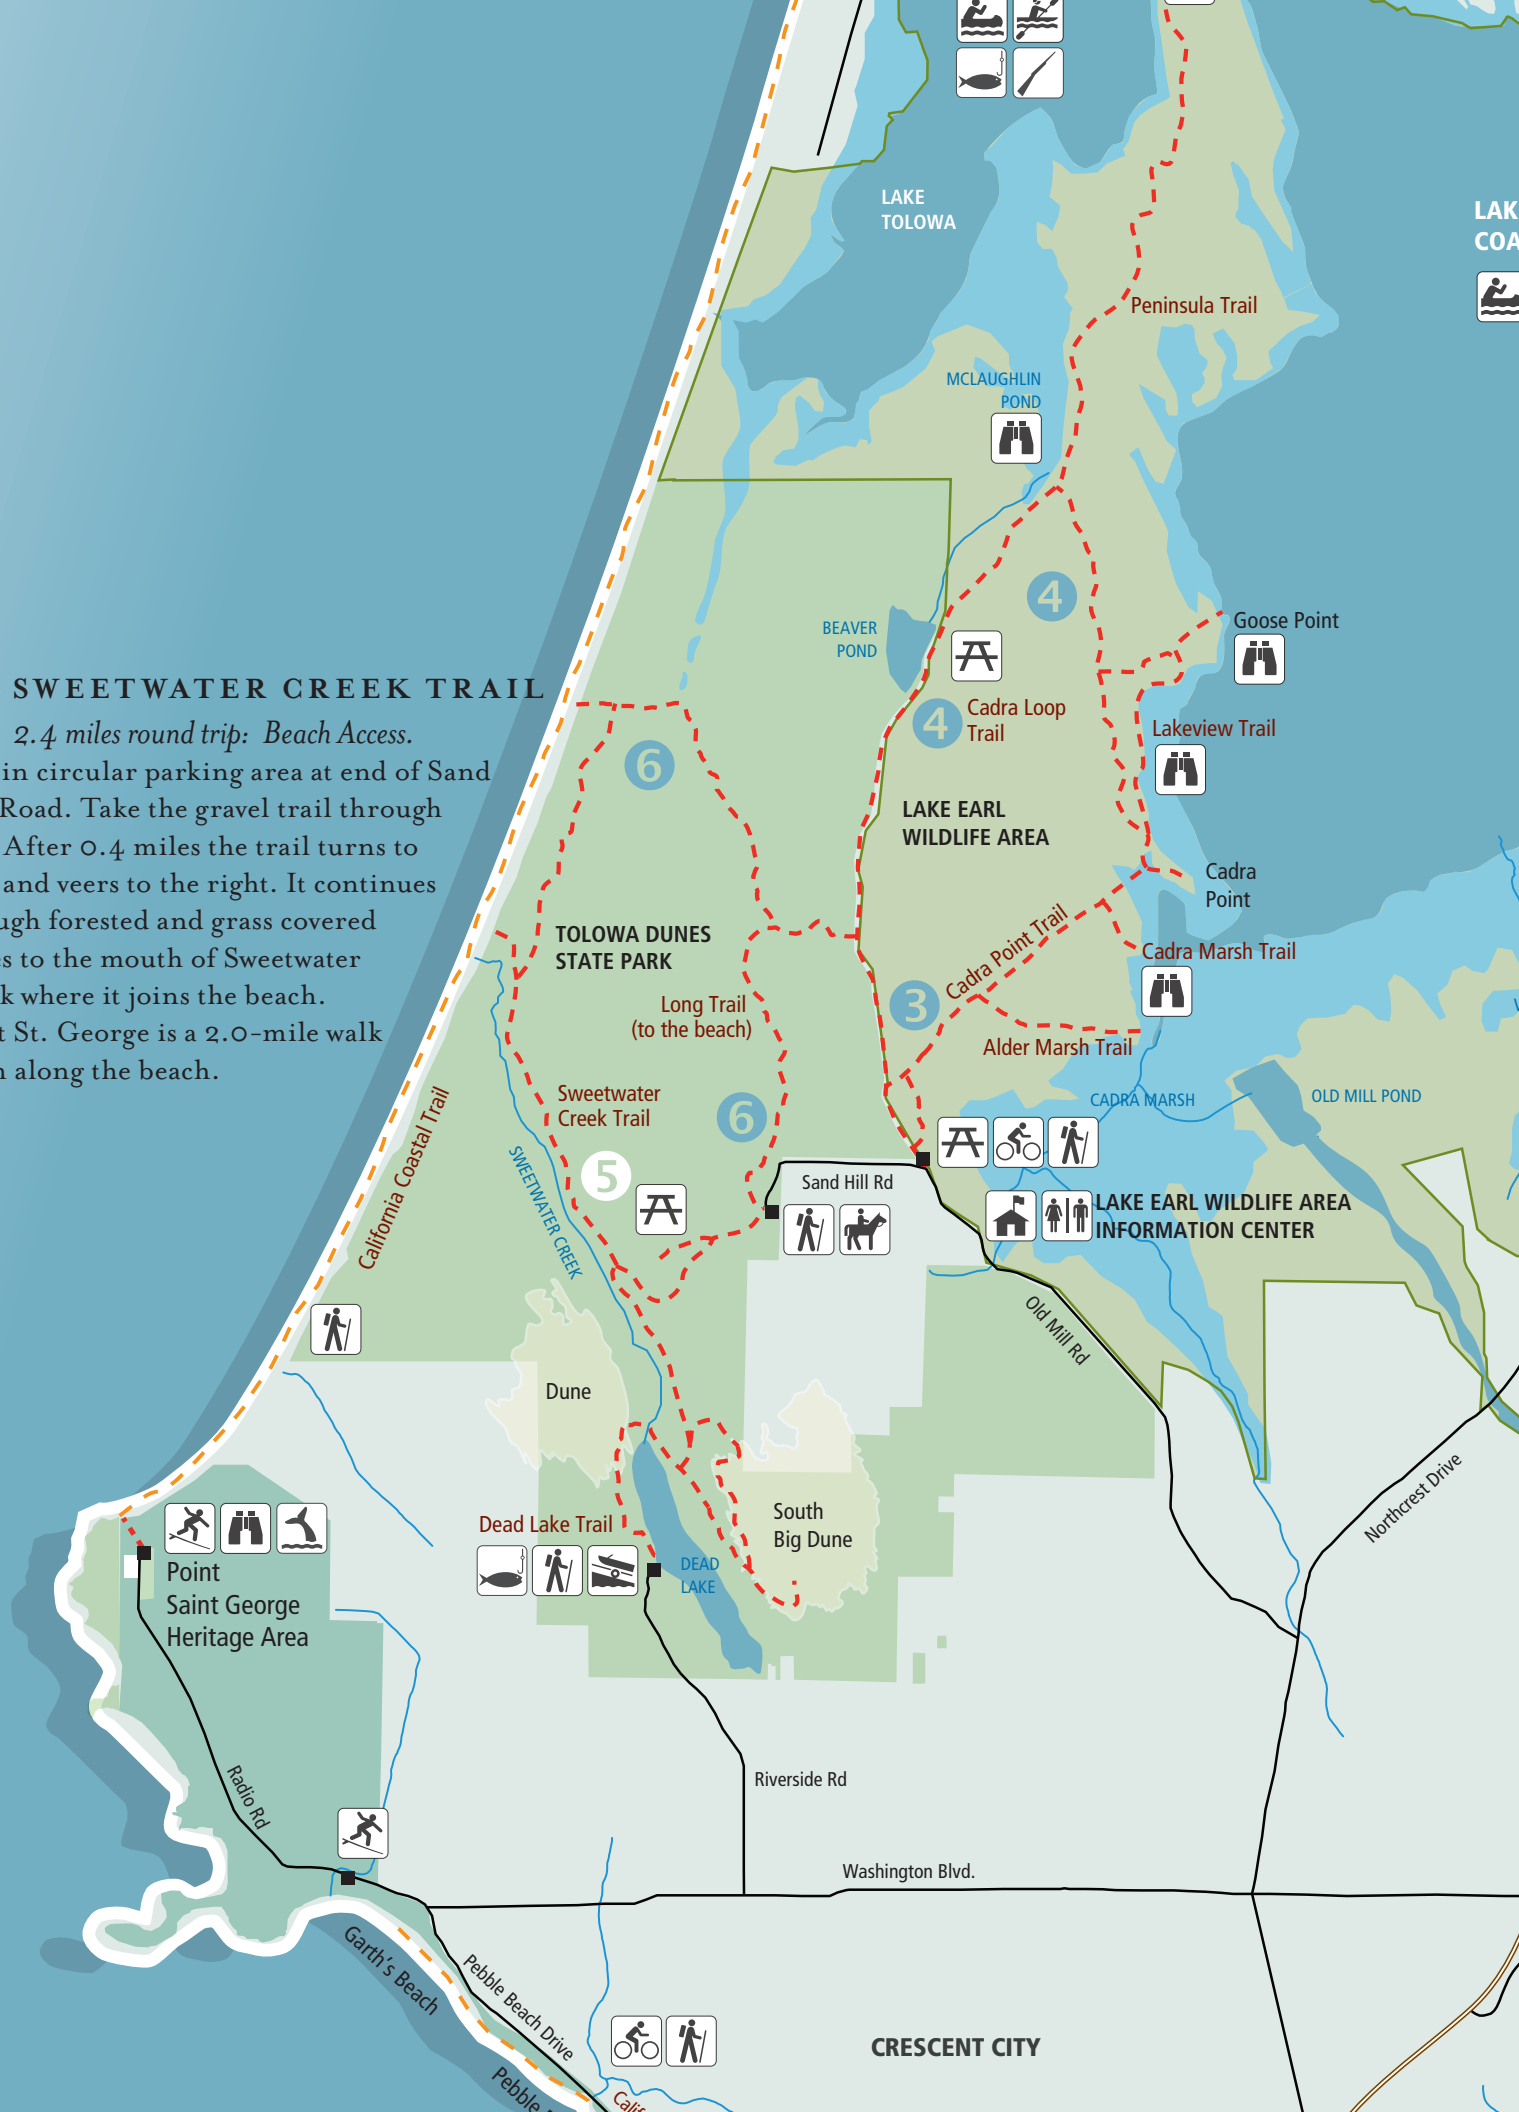 LAKE
TOLOWA
LAK
COA
Peninsula Trail
MCLAUGHLIN
POND
4
Goose Point
BEAVER
POND
SWEETWATER CREEK TRAIL
2.4 miles round trip: Beach Access.
in circular parking area at end of Sand
Road. Take the gravel trail through
After 0.4 miles the trail turns to
and veers to the right. It continues
ugh forested and grass covered
es to the mouth of Sweetwater
k where it joins the beach.
t St. George is a 2.0-mile walk
n along the beach.
4
Cadra Loop
Trail
Lakeview Trail
6
LAKE EARL
WILDLIFE AREA
Cadra
Point
TOLOWA DUNES
STATE PARK
Cadra Point Trail
Cadra Marsh Trail
Long Trail
(to the beach)
3
Alder Marsh Trail
Sweetwater
Creek Trail
6
CADRA MARSH
OLD MILL POND
California Coastal Trail
SWEETWATER CREEK
5
Sand Hill Rd
LAKE EARL WILDLIFE AREA
INFORMATION CENTER
Old Mill Rd
Dune
South
Big Dune
Northcrest Drive
Dead Lake Trail
DEAD
LAKE
Point
Saint George
Heritage Area
Radio Rd
Riverside Rd
Washington Blvd.
Garth's Beach
Pebble Beach Drive
CRESCENT CITY
Pebble
Calif